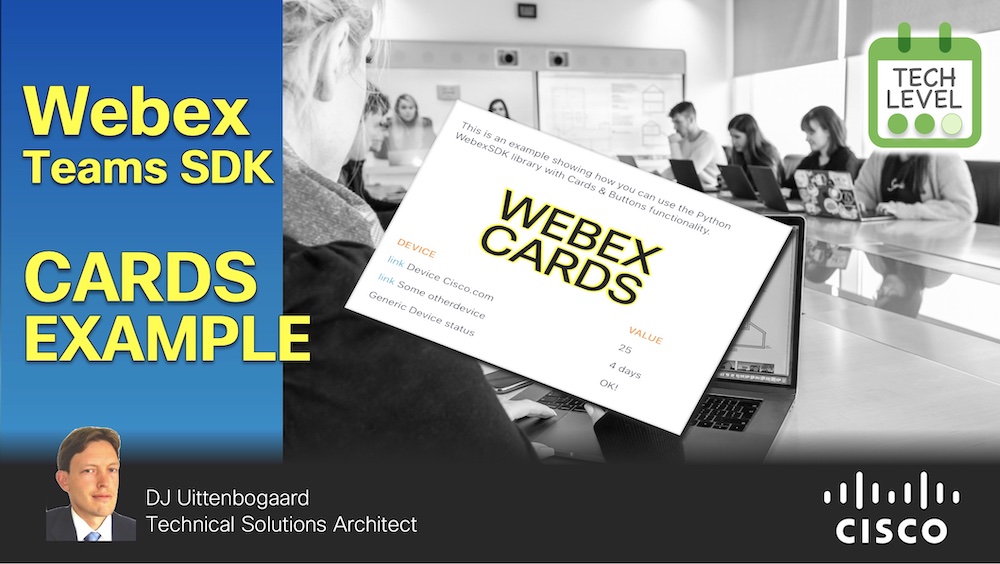 Webex
Teams SDK
CARDS
EXAMPLE
TECH
LEVEL
This is an example showing how you can use the Python
WebexSDK library with Cards & Buttons functionality.
WEBEX
CARDS
DEVICE
VALUE
link Device Cisco.com
25
link Some otherdevice
4 days
Generic Device status
OK!
DJ Uittenbogaard
Technical Solutions Architect
CISCO